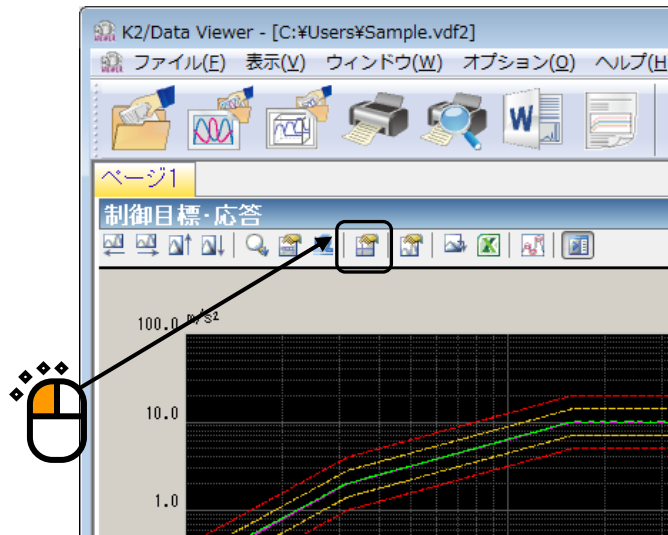 K2/Data Viewer - [C:¥Users¥Sample.vdf2]
ファイル(F) 表示(V) ウィンドウ(W) オプション(O) ヘルプ(H
ページ1
制御目標・応答
m/s²
100.0
10.0
1.0